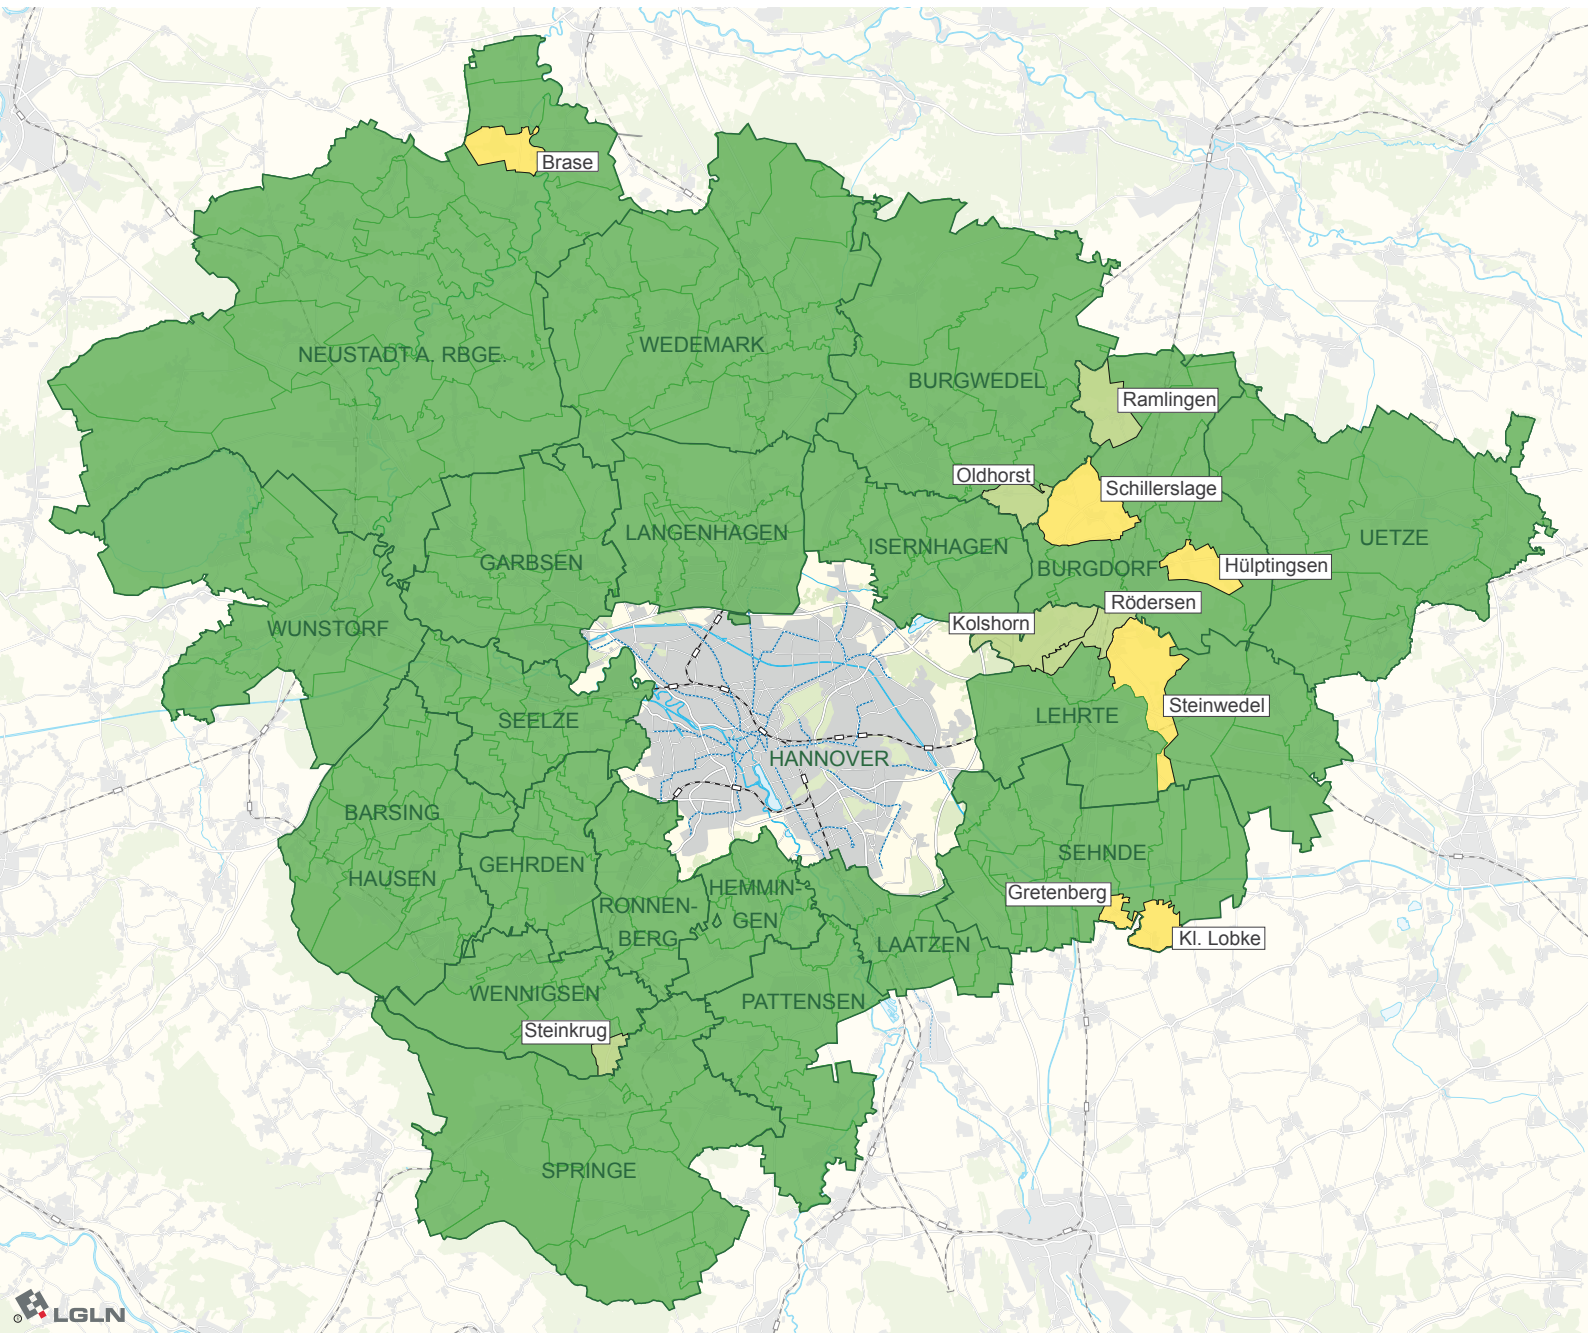 Brase
NEUSTADT A. RBGE.
WEDEMARK
BURGWEDEL
Ramlingen
Oldhorst
Schillerslage
LANGENHAGEN
UETZE
ISERNHAGEN
GARBSEN
BURGDORF
Hülptingsen
Rödersen
Kolshorn
WUNSTORF
Steinwedel
LEHRTE
SEELZE
HANNOVER
BARSING
HAUSEN
SEHNDE
GEHRDEN
HEMMIN-
GEN
Gretenberg
RONNEN-
BERG
Kl. Lobke
LAATZEN
WENNIGSEN
PATTENSEN
Steinkrug
SPRINGE
LGLN